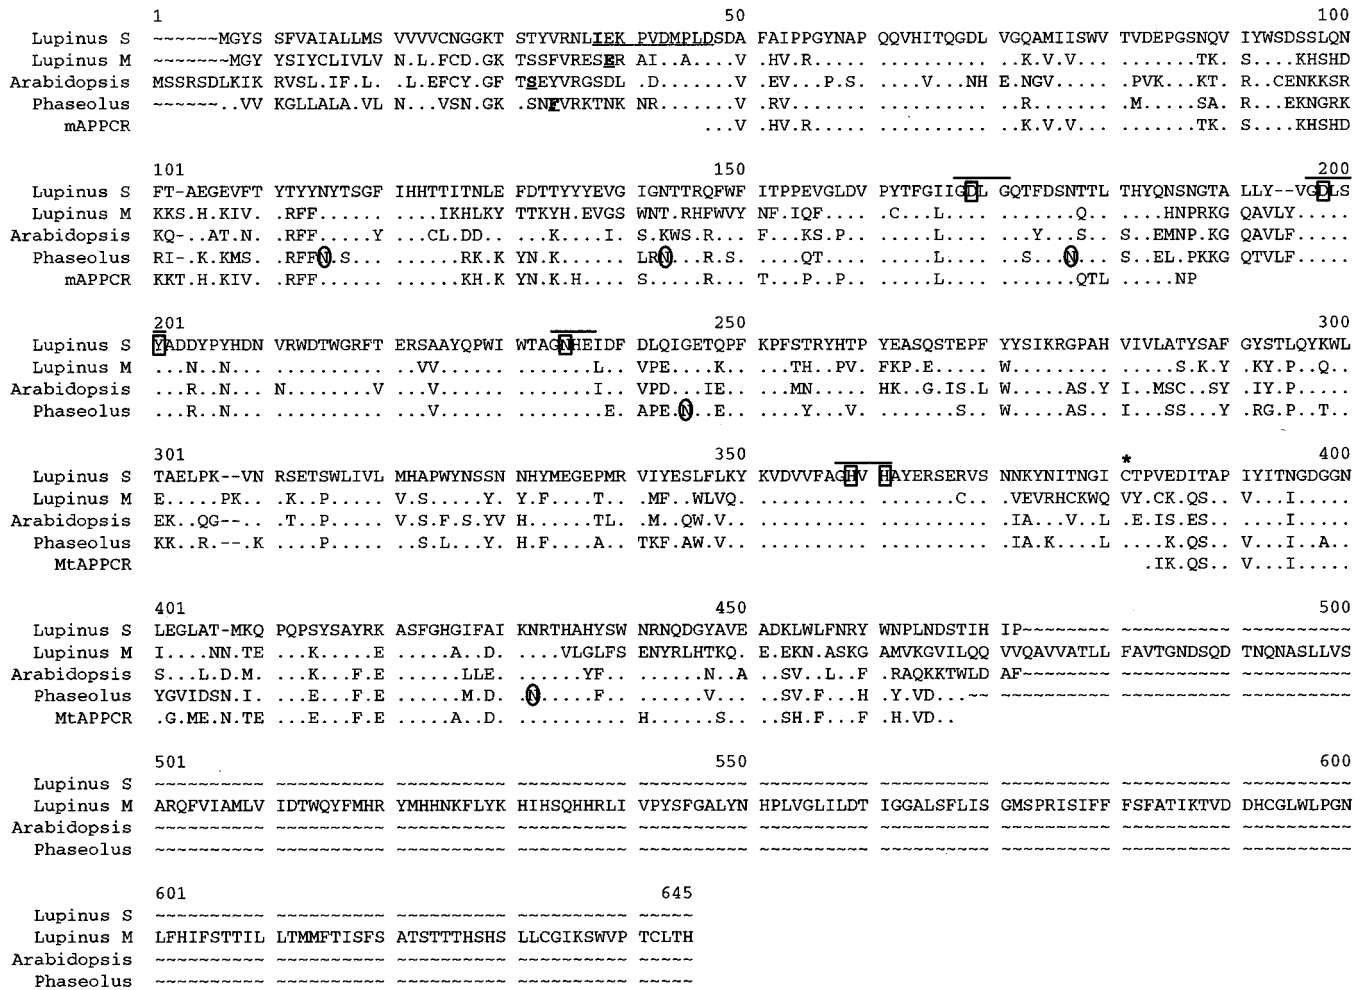 1 50 100
Lupinus S ~~~~~~MGYS SFVAIALLMS VVVVCNGGKT STYVRNLIEK PVDMPLDSDA FAIPPGYNAP QQVHITQGDL VGQAMIISWV TVDEPGSNQV IYWSDSSLQN
Lupinus M ~~~~~~~MGY YSIYCLIVLV N.L.FCD.GK TSSFVRESER AI..A....V .HV.R..... .......... ...K.V.V.. .......TK. S....KHSHD
Arabidopsis MSSRSDLKIK RVSL.IF.L. L.EFCY.GF TSEYVRGSDL .D......V .EV....P.S ......V... NH E.NGV... ...PVK...KT .R..CENKKSR
Phaseolus ~~~~~~..VV KGLLALA.VL N...VSN.GK SNFVRKTNK NR.......V .RV....... .......... ...R...... ...M.....SA. R...EKNGRK
mAPPCR ...V .HV.R..... .......... ...K.V.V.. .......TK. S....KHSHD
101 150 200
Lupinus S FT-AEGEVFT YTYYNYTSGF IHHTTITNLE FDTTYYYEVG IGNTTRQFWF ITPPEVGLDV PYTFGIIGDLG QTFDSNTTLT HYQNSNGTA LLY--VGDLS
Lupinus M KKS.H.KIV. .RFF...... ....IKHLKY TTKYH.EVGS WNT.RHFWVY NF.IQF.... ..C...L... .......... ..Q....... HNPRKG QAVLY.....
Arabidopsis KQ-..AT.N. .RFF.....Y ...CL.DD.. ....K....I. S.KWS.R... F....KS.P. ......L... ...Y...S.. .S..EMNP.KG QAVLF.....
Phaseolus RI-.K.KMS. .RFFN.S... .....RK.K YN.K...... .LRN..R.S. ...QT..... ......L... ......N... S..EL.PKKG QTVLF.....
mAPPCR KKT.H.KIV. .RFF...... .....KH.K YN.K.H.... .....R.... T...P..P.. ......L... ......QTL ...NP
201 250 300
Lupinus S YADDYPYHDN VRWDTWGRFT ERSAAYQPWI WTAGNHEIDF DLQIGETQPF KPFSTRYHTP YEASQSTEPF YYSIKRGPAH VIVLATYSAF GYSTLQYKWL
Lupinus M ...N..N... .......... ...VV..... .......L.. VPE....K.. ....TH..PV .FKP.E.... ..W....... ....S.K.Y .KY.P..Q..
Arabidopsis ...R..N... N.......V ...V...... .......I.. VPD..IE... ....MN.... HK..G.IS.L W.....AS.Y I..MSC..SY .IY.P.....
Phaseolus ...R..N... .......... ...V...... .......E. APE.N..E.. .....Y..V. ......S... W.....AS.. I...SS...Y .RG.P..T..
301 350 400
Lupinus S TAELPK--VN RSETSWLIVL MHAPWYNSSN NHYMEGEPMR VIYESLFLKY KVDVVFAGHV HAYERSERVS NNKYNITNGI CTPVEDITAP IYITNGDGGN
Lupinus M E.....PK.. .K..P..... ..V.S....Y .Y.F...T.. ..MF..WLVQ .......... ......C... ..VEVRHCKWQ VY.CK.QS.. V...I.....
Arabidopsis EK..QG--.. .T..P..... ..V.S.F.S.YV H.....TL. .M..QW.V.. .......... .......... ..IA...V..L .E.IS.ES.. ....I.....
Phaseolus KK..R.--.K ....P..... ..S.L...Y. H.F...A.. TKF.AW.V.. .......... .......... ..IA.K....L ....K.QS.. V...I..A.
MtAPPCR .IK.QS.. V...I.....
401 450 500
Lupinus S LEGLAT-MKQ PQPSYSAYRK ASFGHGIFAI KNRTHAHYSW NRNQDGYAVE ADKLWLFNRY WNPLNDSTIH IP~~~~~~~~ ~~~~~~~~~~ ~~~~~~~~~~
Lupinus M I....NN.TE ...K.....E ....A..D. ....VLGLFS ENYRLHTKQ. E.EKN.ASKG AMVKGVILQQ VVQAVVATLL FAVTGNDSQD TNQNASLLVS
Arabidopsis S...L.D.M. ...K...F.E .....LLE. .....YF... ......N..A ..SV..L..F .RAQKKTWLD AF~~~~~~~~ ~~~~~~~~~~ ~~~~~~~~~~
Phaseolus YGVIDSN.I. ...E...F.E .....M.D. N.....F... ......V... ..SV.F...H .Y.VD...~~ ~~~~~~~~~~ ~~~~~~~~~~ ~~~~~~~~~~
MtAPPCR .G.ME.N.TE ...E...F.E ....A..D. .......... H......S.. ..SH.F...F .H.VD...
501 550 600
Lupinus S ~~~~~~~~~~ ~~~~~~~~~~ ~~~~~~~~~~ ~~~~~~~~~~ ~~~~~~~~~~ ~~~~~~~~~~ ~~~~~~~~~~ ~~~~~~~~~~ ~~~~~~~~~~ ~~~~~~~~~~
Lupinus M ARQFVIAMLV IDTWQYFMHR YMHHNKFLYK HIHSQHHRLI VPYSFGALYN HPLVGLILDT IGGALSFLIS GMSPRISIFF FSFATIKTVD DHCGLWLPGN
Arabidopsis ~~~~~~~~~~ ~~~~~~~~~~ ~~~~~~~~~~ ~~~~~~~~~~ ~~~~~~~~~~ ~~~~~~~~~~ ~~~~~~~~~~ ~~~~~~~~~~ ~~~~~~~~~~ ~~~~~~~~~~
Phaseolus ~~~~~~~~~~ ~~~~~~~~~~ ~~~~~~~~~~ ~~~~~~~~~~ ~~~~~~~~~~ ~~~~~~~~~~ ~~~~~~~~~~ ~~~~~~~~~~ ~~~~~~~~~~ ~~~~~~~~~~
601 645
Lupinus S ~~~~~~~~~~ ~~~~~~~~~~ ~~~~~~~~~~ ~~~~~~~~~~ ~~~~~
Lupinus M LFHIFSTTIL LTMMFTISFS ATSTTTHSHS LLCGIKSWVP TCLTH
Arabidopsis ~~~~~~~~~~ ~~~~~~~~~~ ~~~~~~~~~~ ~~~~~~~~~~ ~~~~~
Phaseolus ~~~~~~~~~~ ~~~~~~~~~~ ~~~~~~~~~~ ~~~~~~~~~~ ~~~~~